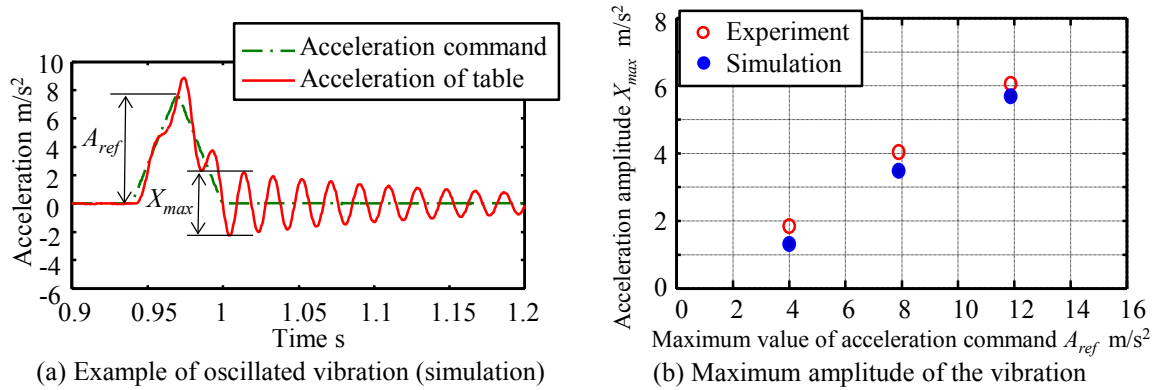 Acceleration command
Acceleration of table
Acceleration m/s²
10
8
6
4
2
0
-2
-4
-6
A_ref
X_max
0.9
0.95
1
1.05
1.1
1.15
1.2
Time s
(a) Example of oscillated vibration (simulation)
Experiment
Simulation
Acceleration amplitude X_max m/s²
8
6
4
2
0
0
2
4
6
8
10
12
14
16
Maximum value of acceleration command A_ref m/s²
(b) Maximum amplitude of the vibration